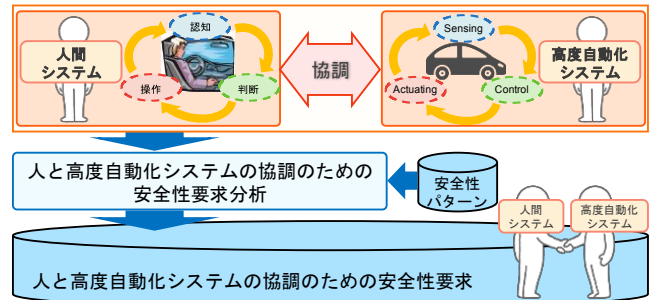 人間
システム
認知
操作
判断
協調
Sensing
Actuating
Control
高度自動化
システム
人と高度自動化システムの協調のための
安全性要求分析
安全性
パターン
人間
システム
高度自動化
システム
人と高度自動化システムの協調のための安全性要求